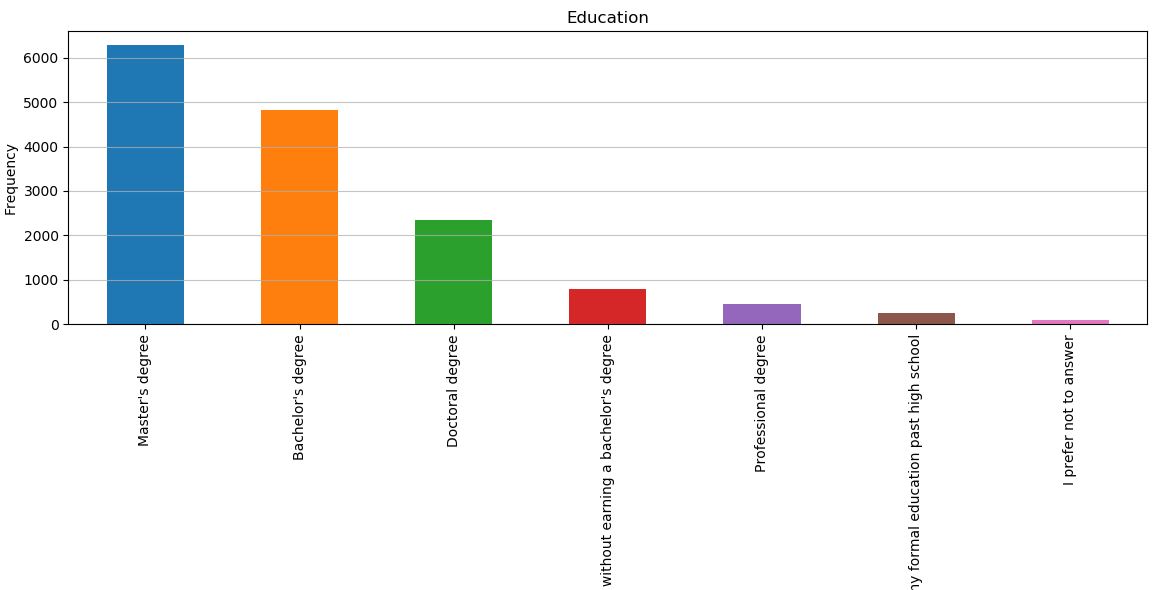 Education
Frequency
6000
5000
4000
3000
2000
1000
0
Master's degree
Bachelor's degree
Doctoral degree
without earning a bachelor's degree
Professional degree
formal education past high school
I prefer not to answer